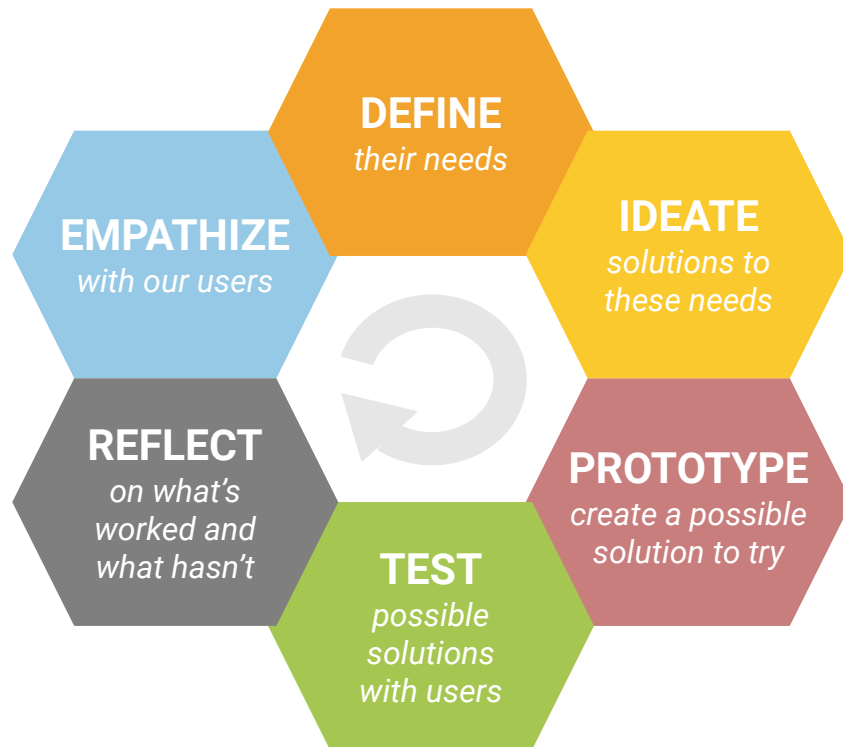 EMPATHIZE
with our users
DEFINE
their needs
IDEATE
solutions to
these needs
PROTOTYPE
create a possible
solution to try
TEST
possible
solutions
with users
REFLECT
on what's
worked and
what hasn't